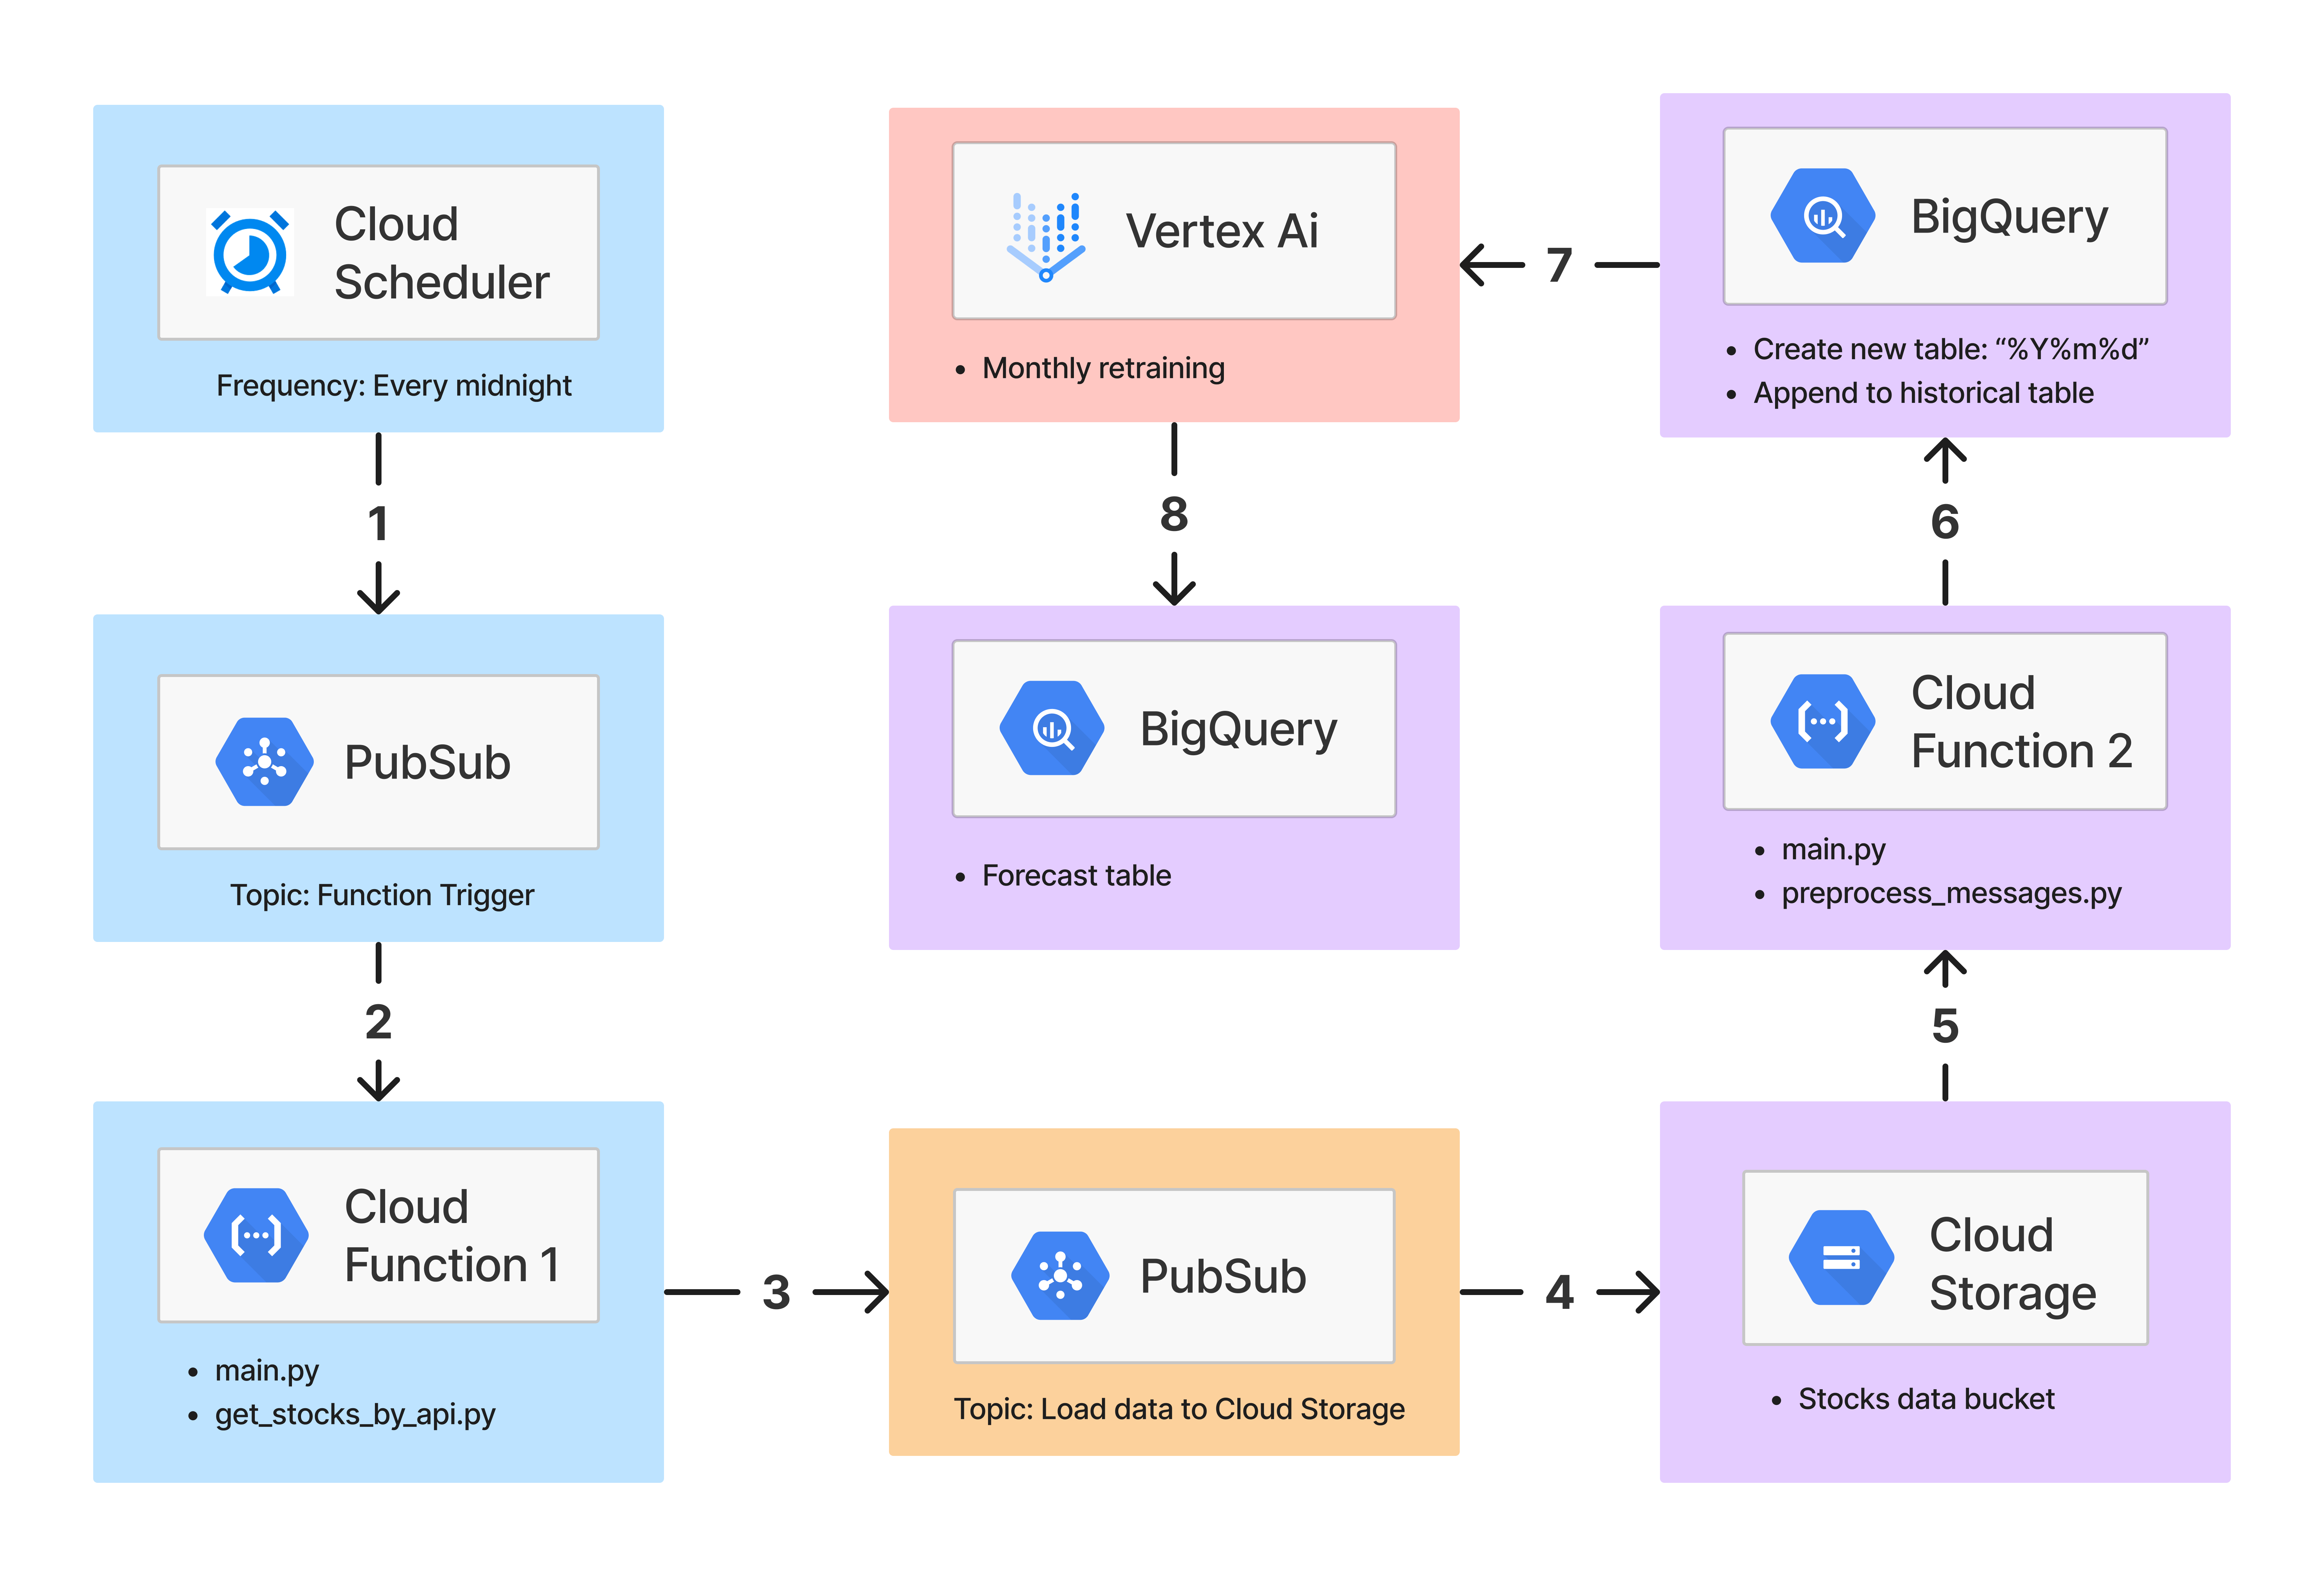 Cloud
Scheduler
Frequency: Every midnight
1
PubSub
Topic: Function Trigger
2
Cloud
Function 1
• main.py
• get_stocks_by_api.py
3
PubSub
Topic: Load data to Cloud Storage
4
Cloud
Storage
• Stocks data bucket
5
Cloud
Function 2
• main.py
• preprocess_messages.py
6
BigQuery
• Create new table: “%Y%m%d”
• Append to historical table
7
Vertex Ai
• Monthly retraining
8
BigQuery
• Forecast table